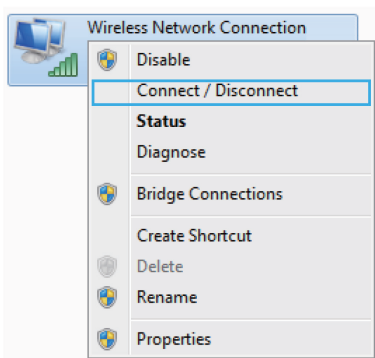 Wireless Network Connection
Disable
Connect / Disconnect
Status
Diagnose
Bridge Connections
Create Shortcut
Delete
Rename
Properties